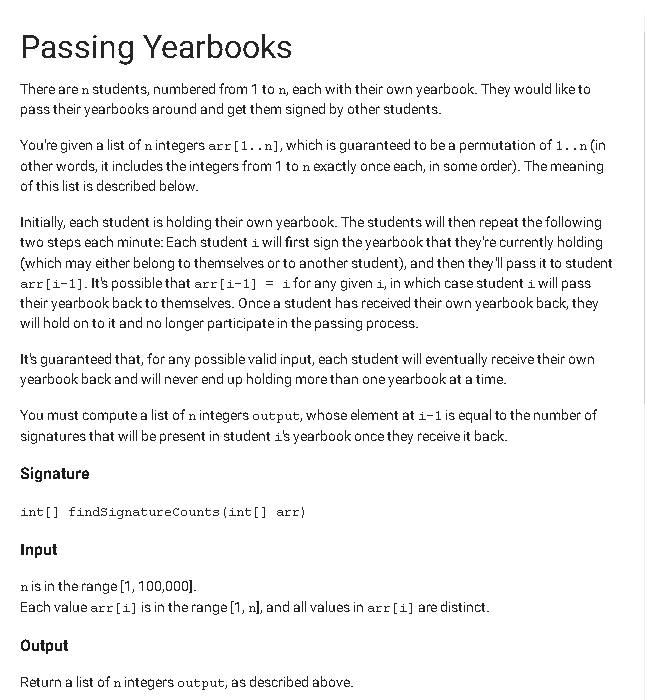 Passing Yearbooks
There are n students, numbered from 1 to n, each with their own yearbook. They would like to
pass their yearbooks around and get them signed by other students.
You're given a list of n integers arr[1..n], which is guaranteed to be a permutation of 1..n (in
other words, it includes the integers from 1 to n exactly once each, in some order). The meaning
of this list is described below.
Initially, each student is holding their own yearbook. The students will then repeat the following
two steps each minute: Each student i will first sign the yearbook that they're currently holding
(which may either belong to themselves or to another student), and then they'll pass it to student
arr[i-1]. It's possible that arr[i-1] = i for any given i, in which case student i will pass
their yearbook back to themselves. Once a student has received their own yearbook back, they
will hold on to it and no longer participate in the passing process.
It's guaranteed that, for any possible valid input, each student will eventually receive their own
yearbook back and will never end up holding more than one yearbook at a time.
You must compute a list of n integers output, whose element at i-1 is equal to the number of
signatures that will be present in student i's yearbook once they receive it back.
Signature
int[] findSignatureCounts(int[] arr)
Input
n is in the range [1, 100,000].
Each value arr[i] is in the range [1, n], and all values in arr[i] are distinct.
Output
Return a list of n integers output, as described above.